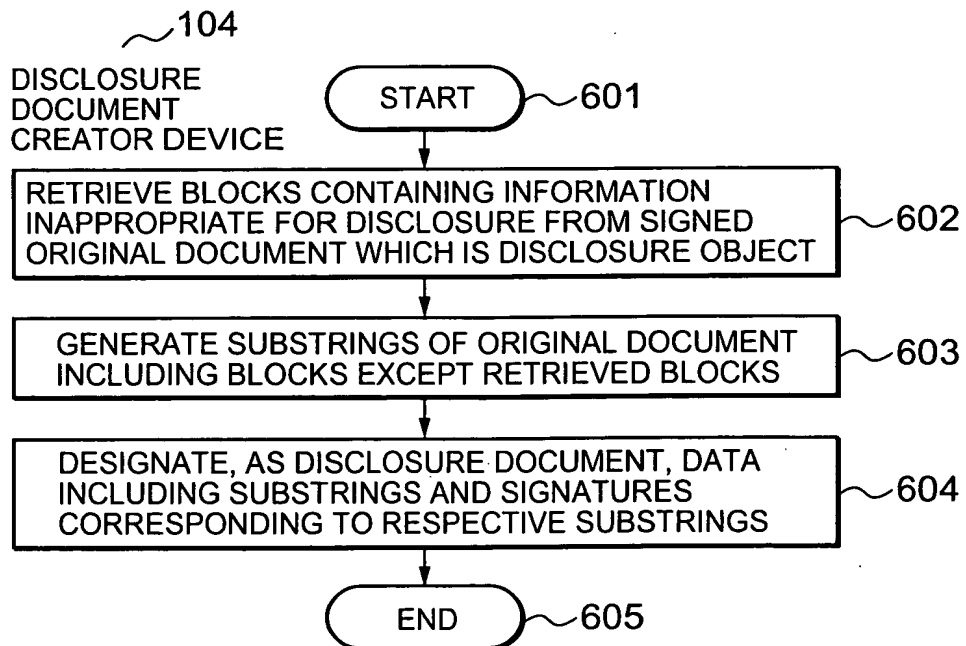 104
DISCLOSURE
DOCUMENT
CREATOR DEVICE
START
601
RETRIEVE BLOCKS CONTAINING INFORMATION
INAPPROPRIATE FOR DISCLOSURE FROM SIGNED
ORIGINAL DOCUMENT WHICH IS DISCLOSURE OBJECT
602
GENERATE SUBSTRINGS OF ORIGINAL DOCUMENT
INCLUDING BLOCKS EXCEPT RETRIEVED BLOCKS
603
DESIGNATE, AS DISCLOSURE DOCUMENT, DATA
INCLUDING SUBSTRINGS AND SIGNATURES
CORRESPONDING TO RESPECTIVE SUBSTRINGS
604
END
605